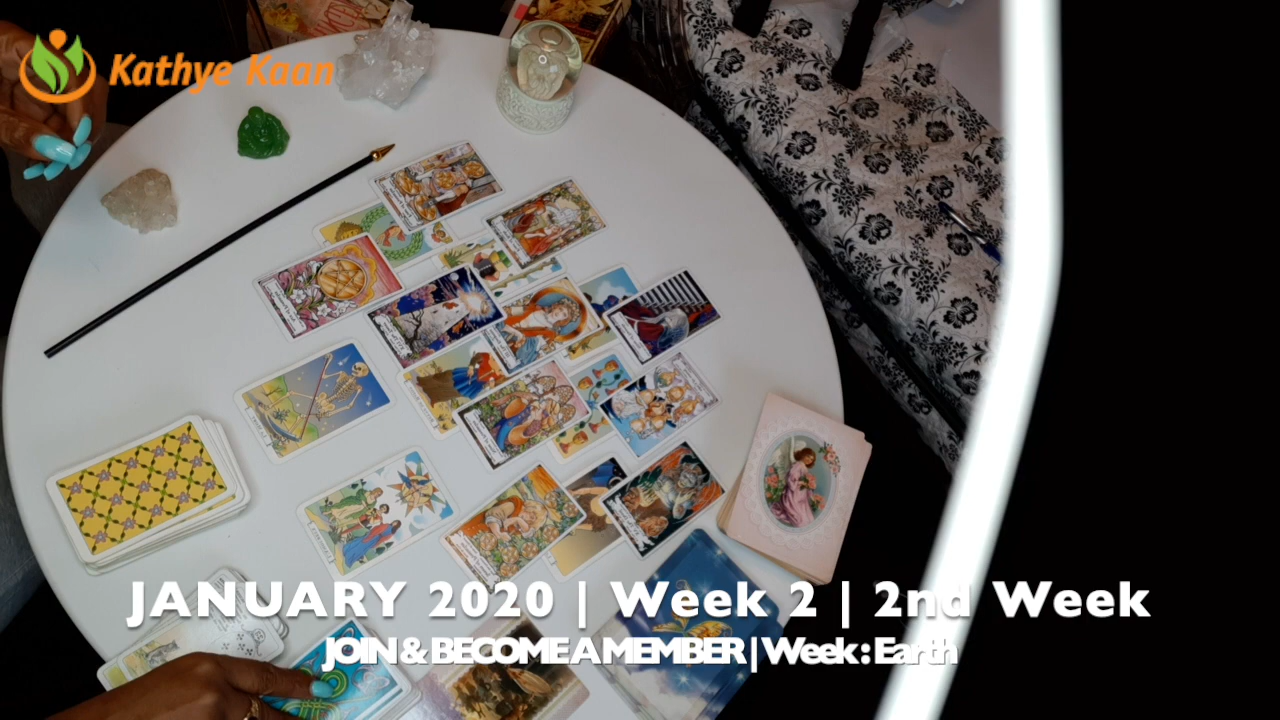 Kathye Kaan
JANUARY 2020 | Week 2 | 2nd Week
JOIN & BECOME A MEMBER | Week : Earth